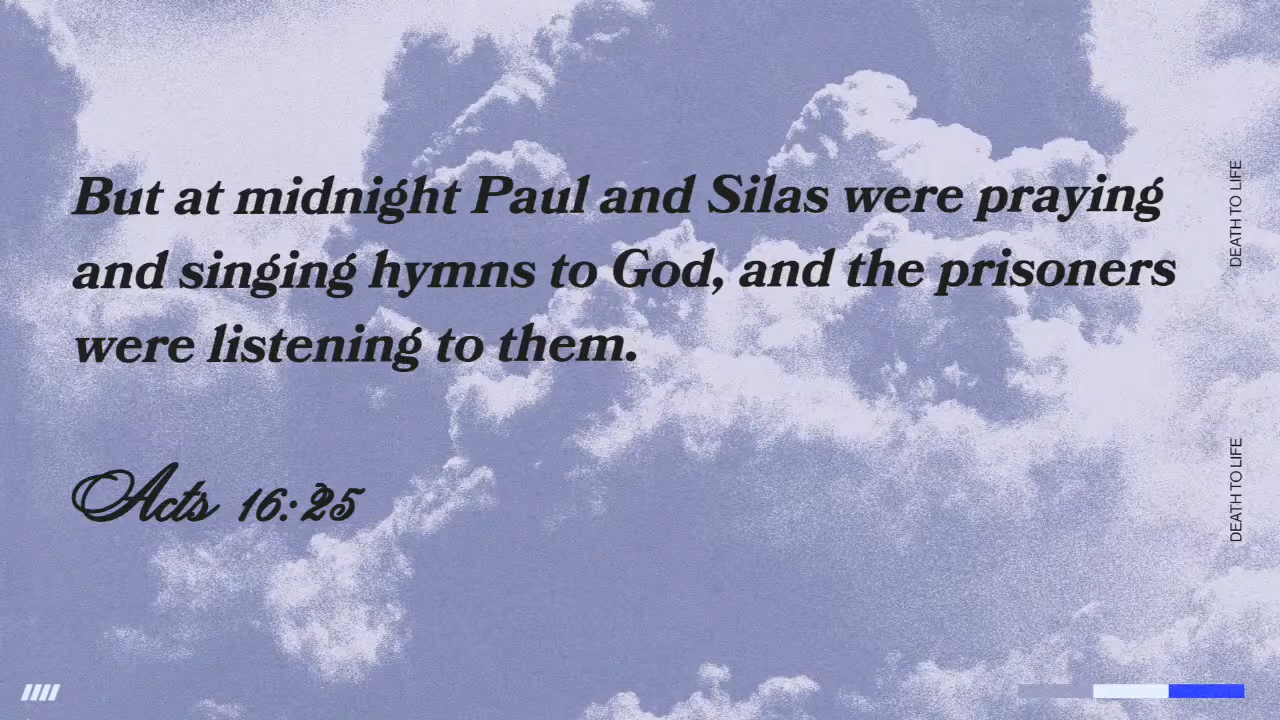 But at midnight Paul and Silas were praying
and singing hymns to God, and the prisoners
were listening to them.
Acts 16:25
DEATH TO LIFE
DEATH TO LIFE